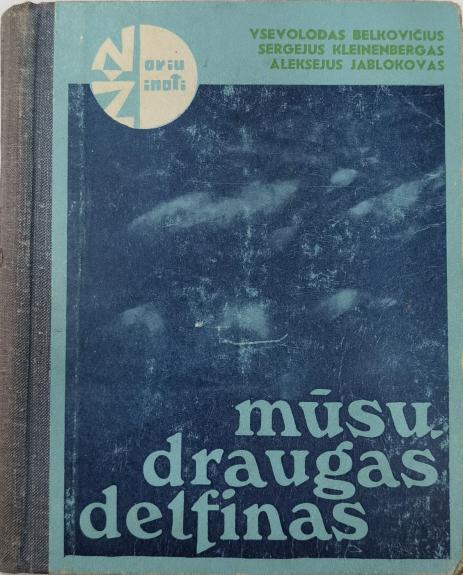 VSEVOLODAS BELKOVIČIUS
SERGEJUS KLEINENBERGAS
ALEKSEJUS JABLOKOVAS
Noriu
Žinoti
mūsų
draugas
delfinas